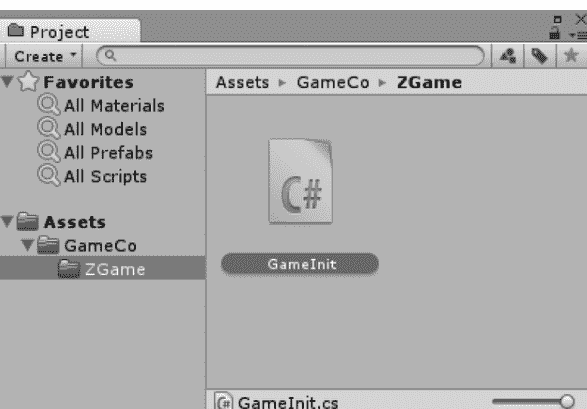 Project
Create
Favorites
All Materials
All Models
All Prefabs
All Scripts
Assets
GameCo
ZGame
Assets GameCo ZGame
C#
GameInit
C# GameInit.cs